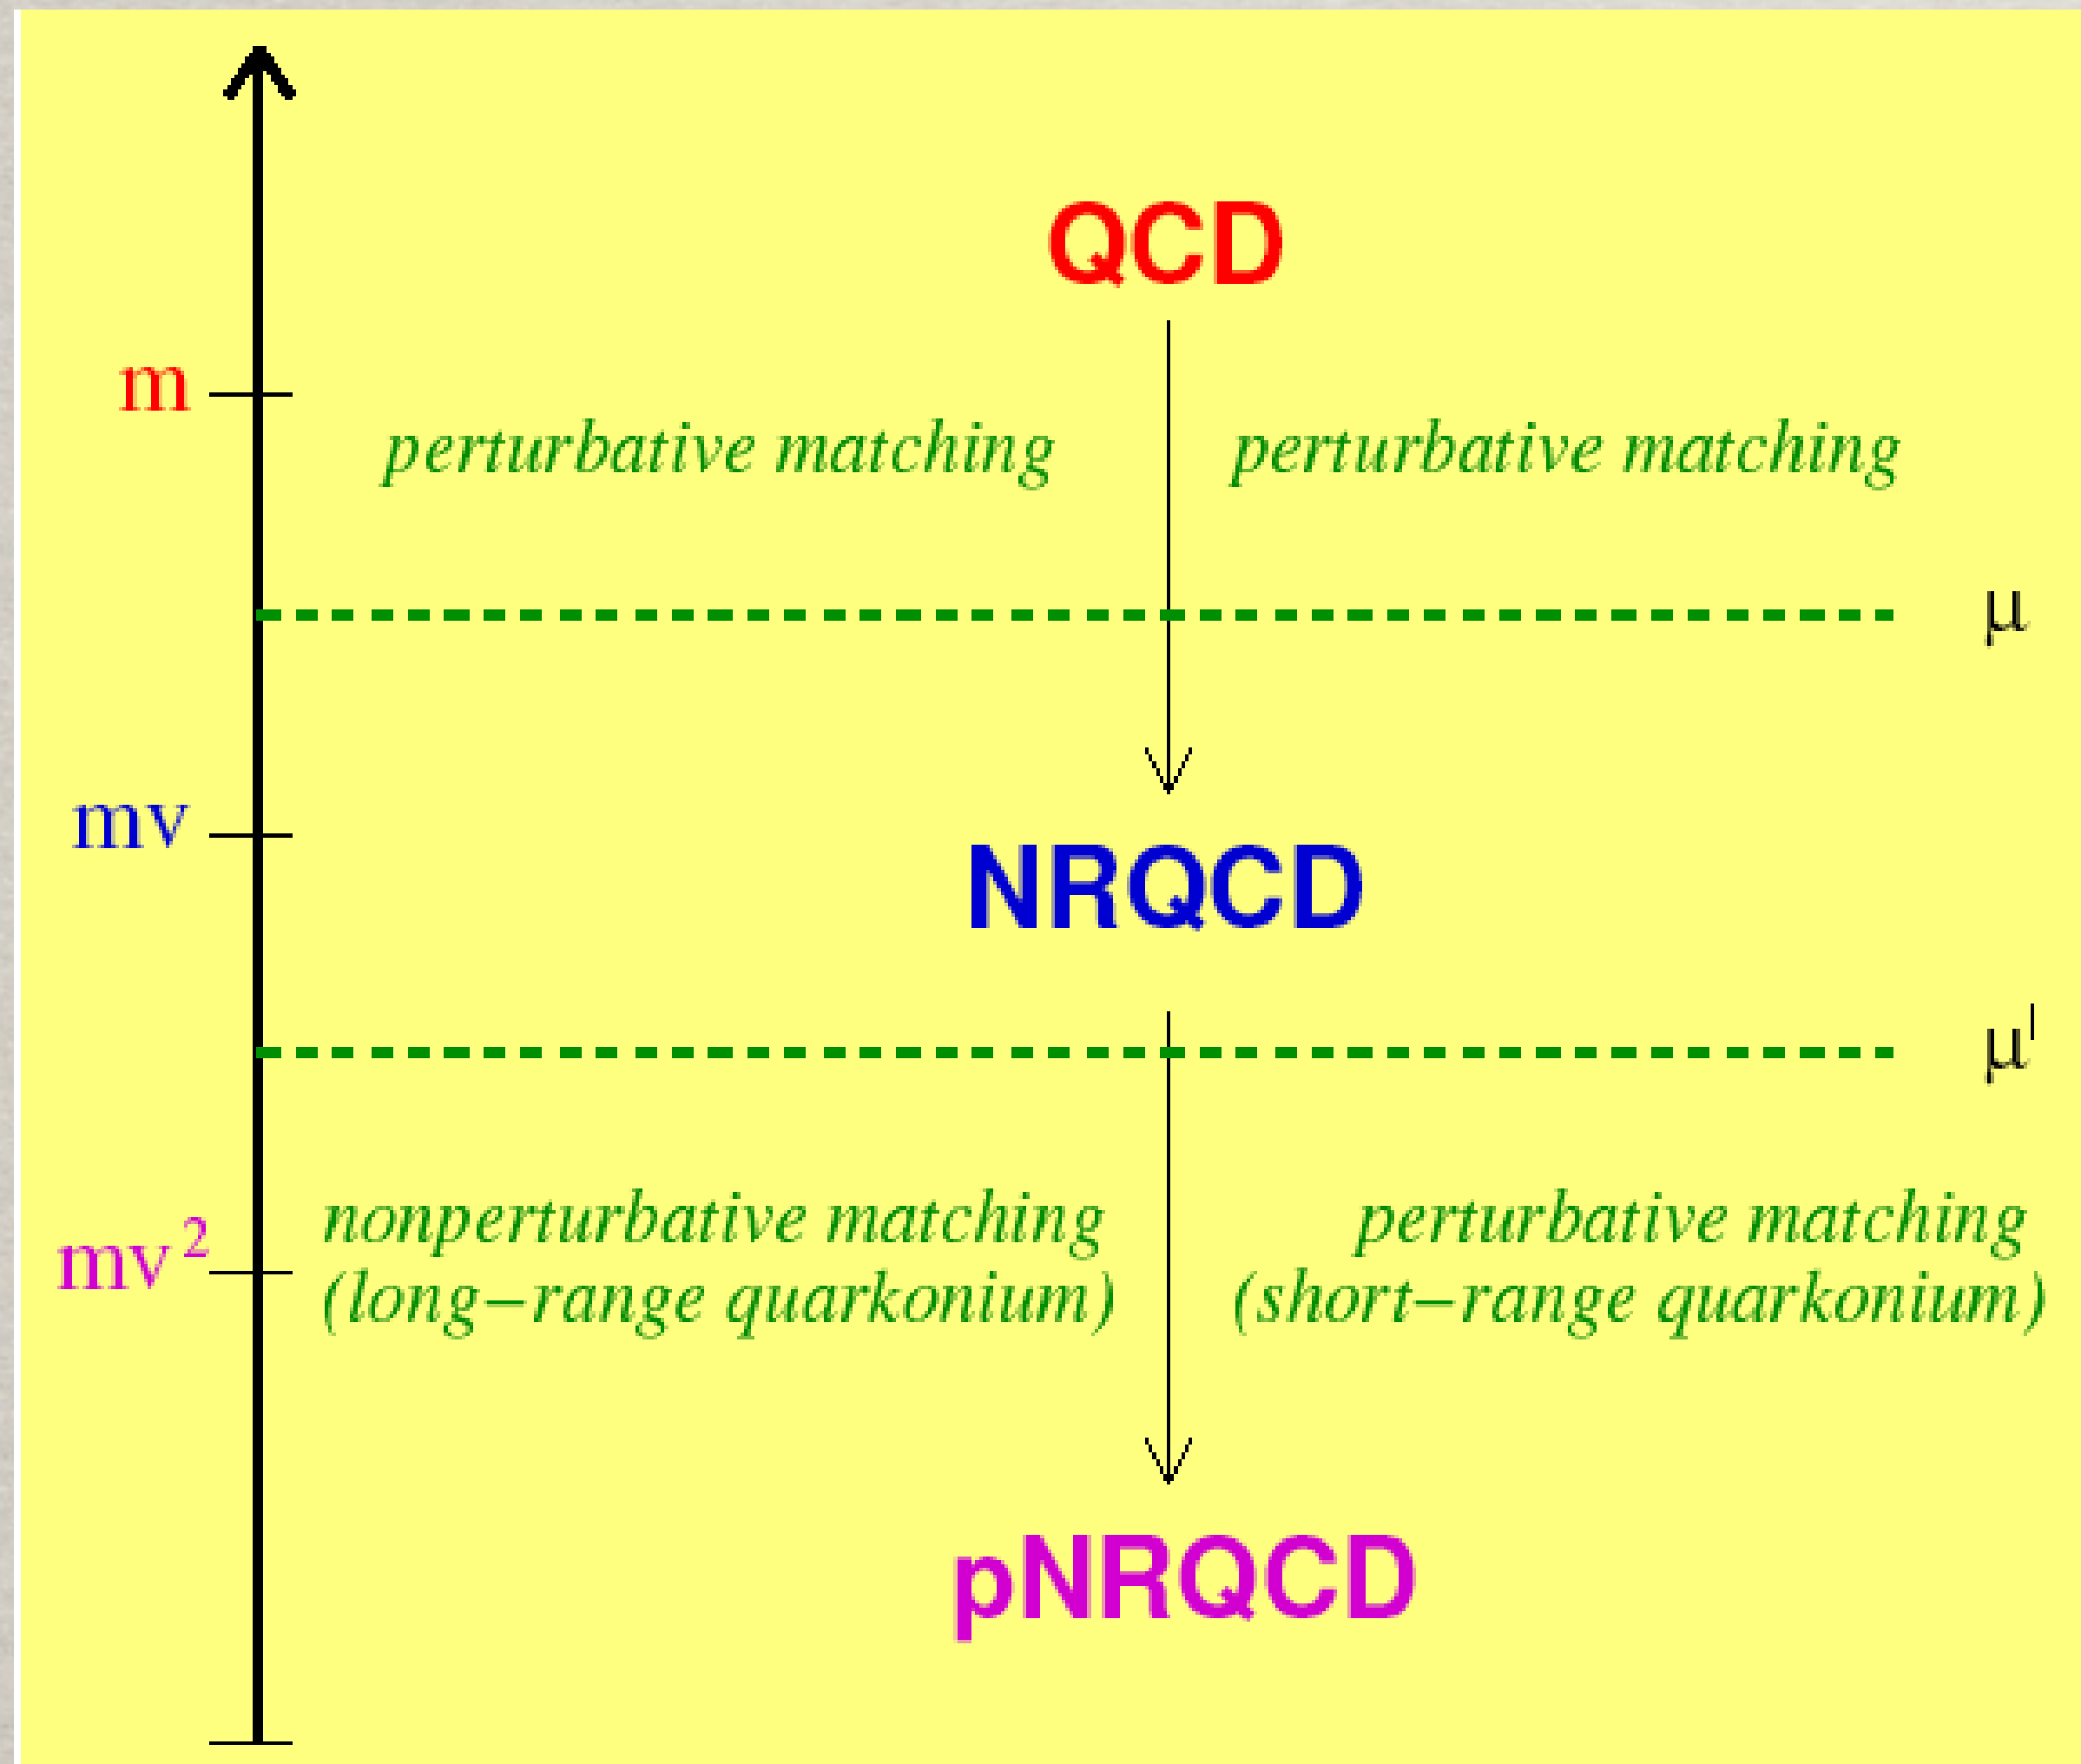 QCD
m
perturbative matching perturbative matching
μ
mv
NRQCD
μ'
nonperturbative matching perturbative matching
mv²
(long–range quarkonium) (short–range quarkonium)
pNRQCD